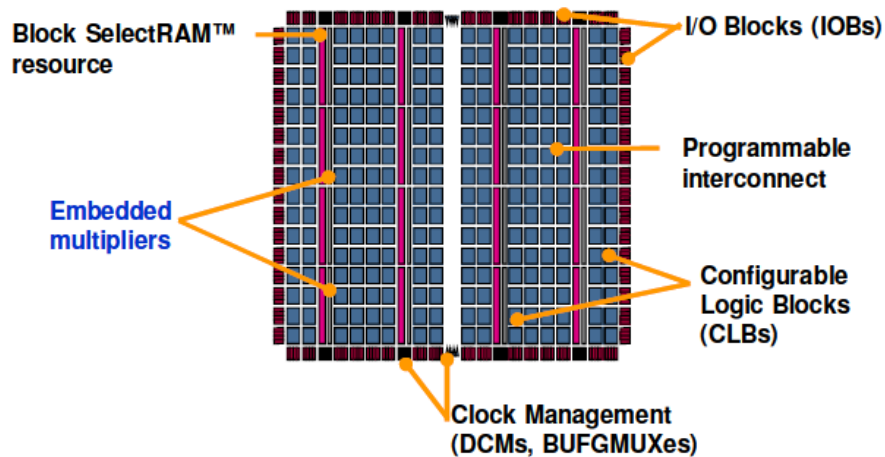 Block SelectRAM™
resource
I/O Blocks (IOBs)
Programmable
interconnect
Embedded
multipliers
Configurable
Logic Blocks
(CLBs)
Clock Management
(DCMs, BUFGMUXes)